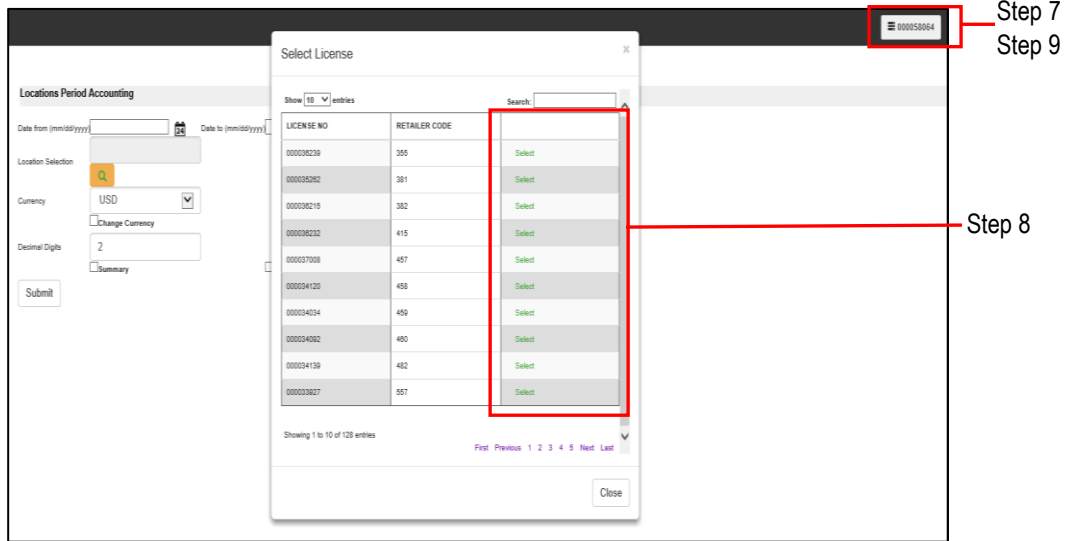 Step 7
000058064
Step 9
Select License
x
Locations Period Accounting
Show 10 entries
Search:
Date from (mm/dd/yyyy)
24
Date to (mm/dd/yyyy)
LICENSE NO RETAILER CODE
000036239 355 Select
Location Selection
000035262 381 Select
Currency USD
000036215 382 Select
Change Currency
000036232 415 Select
Step 8
Decimal Digits 2
000037008 457 Select
Summary
000034120 458 Select
Submit
000034034 459 Select
000034092 460 Select
000034139 482 Select
000033927 557 Select
Showing 1 to 10 of 128 entries
First Previous 1 2 3 4 5 Next Last
Close